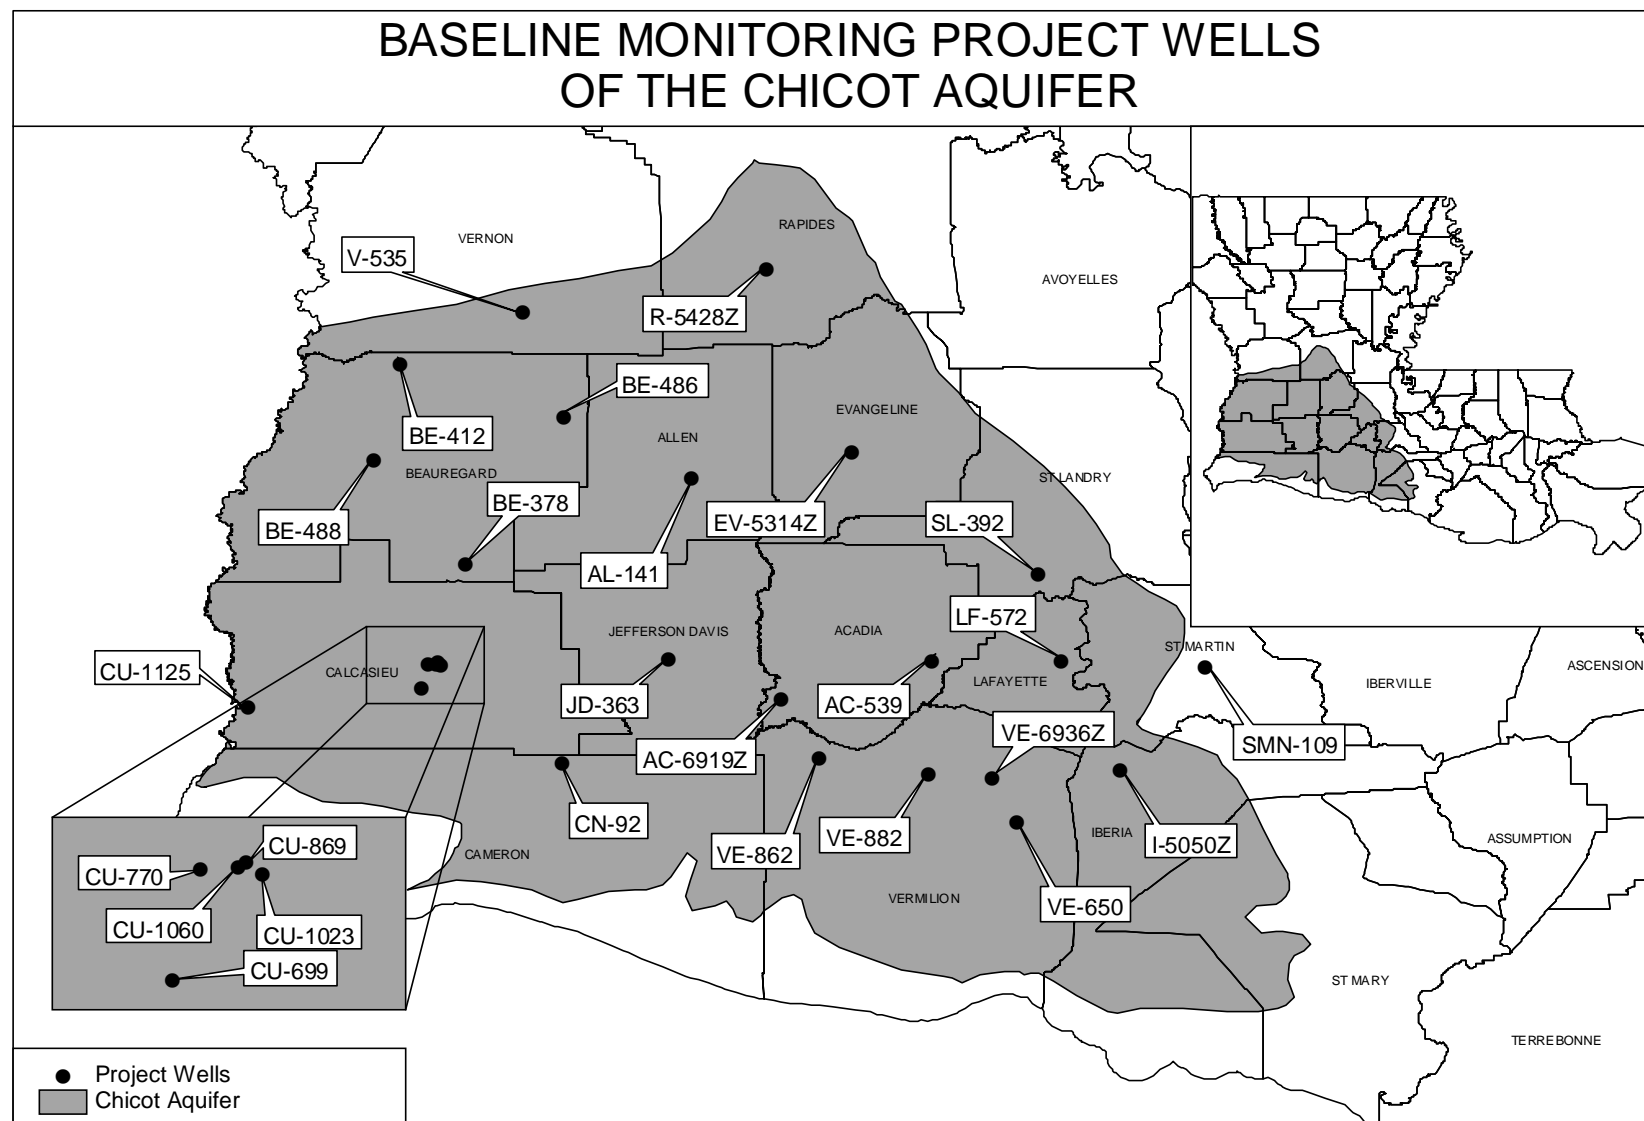 BASELINE MONITORING PROJECT WELLS
OF THE CHICOT AQUIFER
VERNON
RAPIDES
V-535
AVOYELLES
R-5428Z
BE-486
EVANGELINE
BE-412
ALLEN
BEAUREGARD
ST LANDRY
BE-378
BE-488
EV-5314Z
SL-392
AL-141
LF-572
JEFFERSON DAVIS
ACADIA
ST MARTIN
CU-1125
CALCASIEU
LAFAYETTE
IBERVILLE
ASCENSION
JD-363
AC-539
VE-6936Z
SMN-109
AC-6919Z
CN-92
VE-882
IBERIA
I-5050Z
ASSUMPTION
CU-869
VE-862
CAMERON
CU-770
VERMILION
VE-650
CU-1060
CU-1023
CU-699
ST MARY
TERREBONNE
Project Wells
Chicot Aquifer